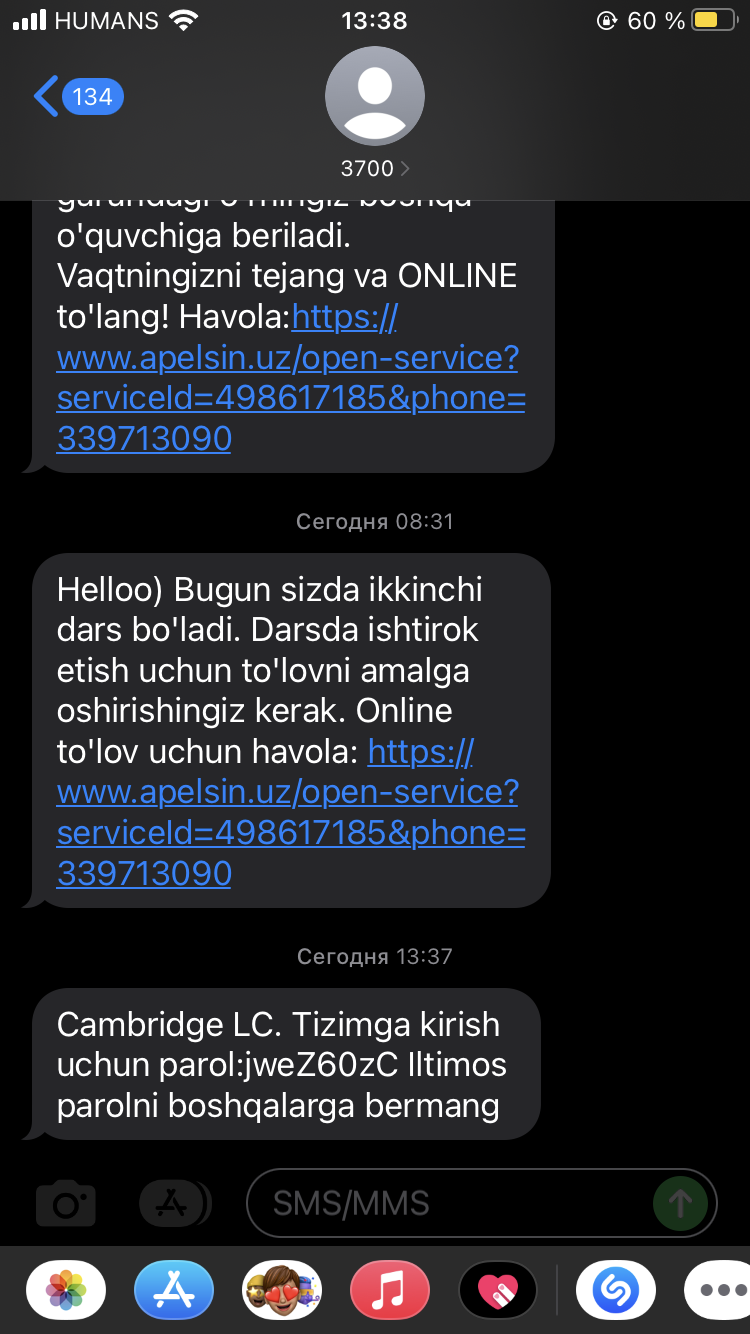 HUMANS 13:38 60 %
134
3700
o'quvchiga beriladi.
Vaqtningizni tejang va ONLINE
to'lang! Havola:https://
www.apelsin.uz/open-service?
serviceId=498617185&phone=
339713090
Сегодня 08:31
Helloo) Bugun sizda ikkinchi
dars bo'ladi. Darsda ishtirok
etish uchun to'lovni amalga
oshirishingiz kerak. Online
to'lov uchun havola: https://
www.apelsin.uz/open-service?
serviceId=498617185&phone=
339713090
Сегодня 13:37
Cambridge LC. Tizimga kirish
uchun parol:jweZ60zC Iltimos
parolni boshqalarga bermang
SMS/MMS